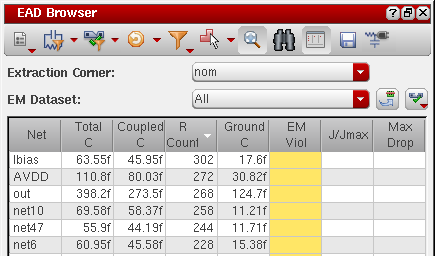 EAD Browser
Extraction Corner: nom
EM Dataset: All
Net Total C Coupled C R Count Ground C EM Viol J/Jmax Max Drop
Ibias 63.55f 45.95f 302 17.6f
AVDD 110.8f 80.03f 272 30.82f
out 398.2f 273.5f 268 124.7f
net10 69.58f 58.37f 258 11.21f
net47 55.9f 44.19f 244 11.71f
net6 60.95f 45.58f 228 15.38f